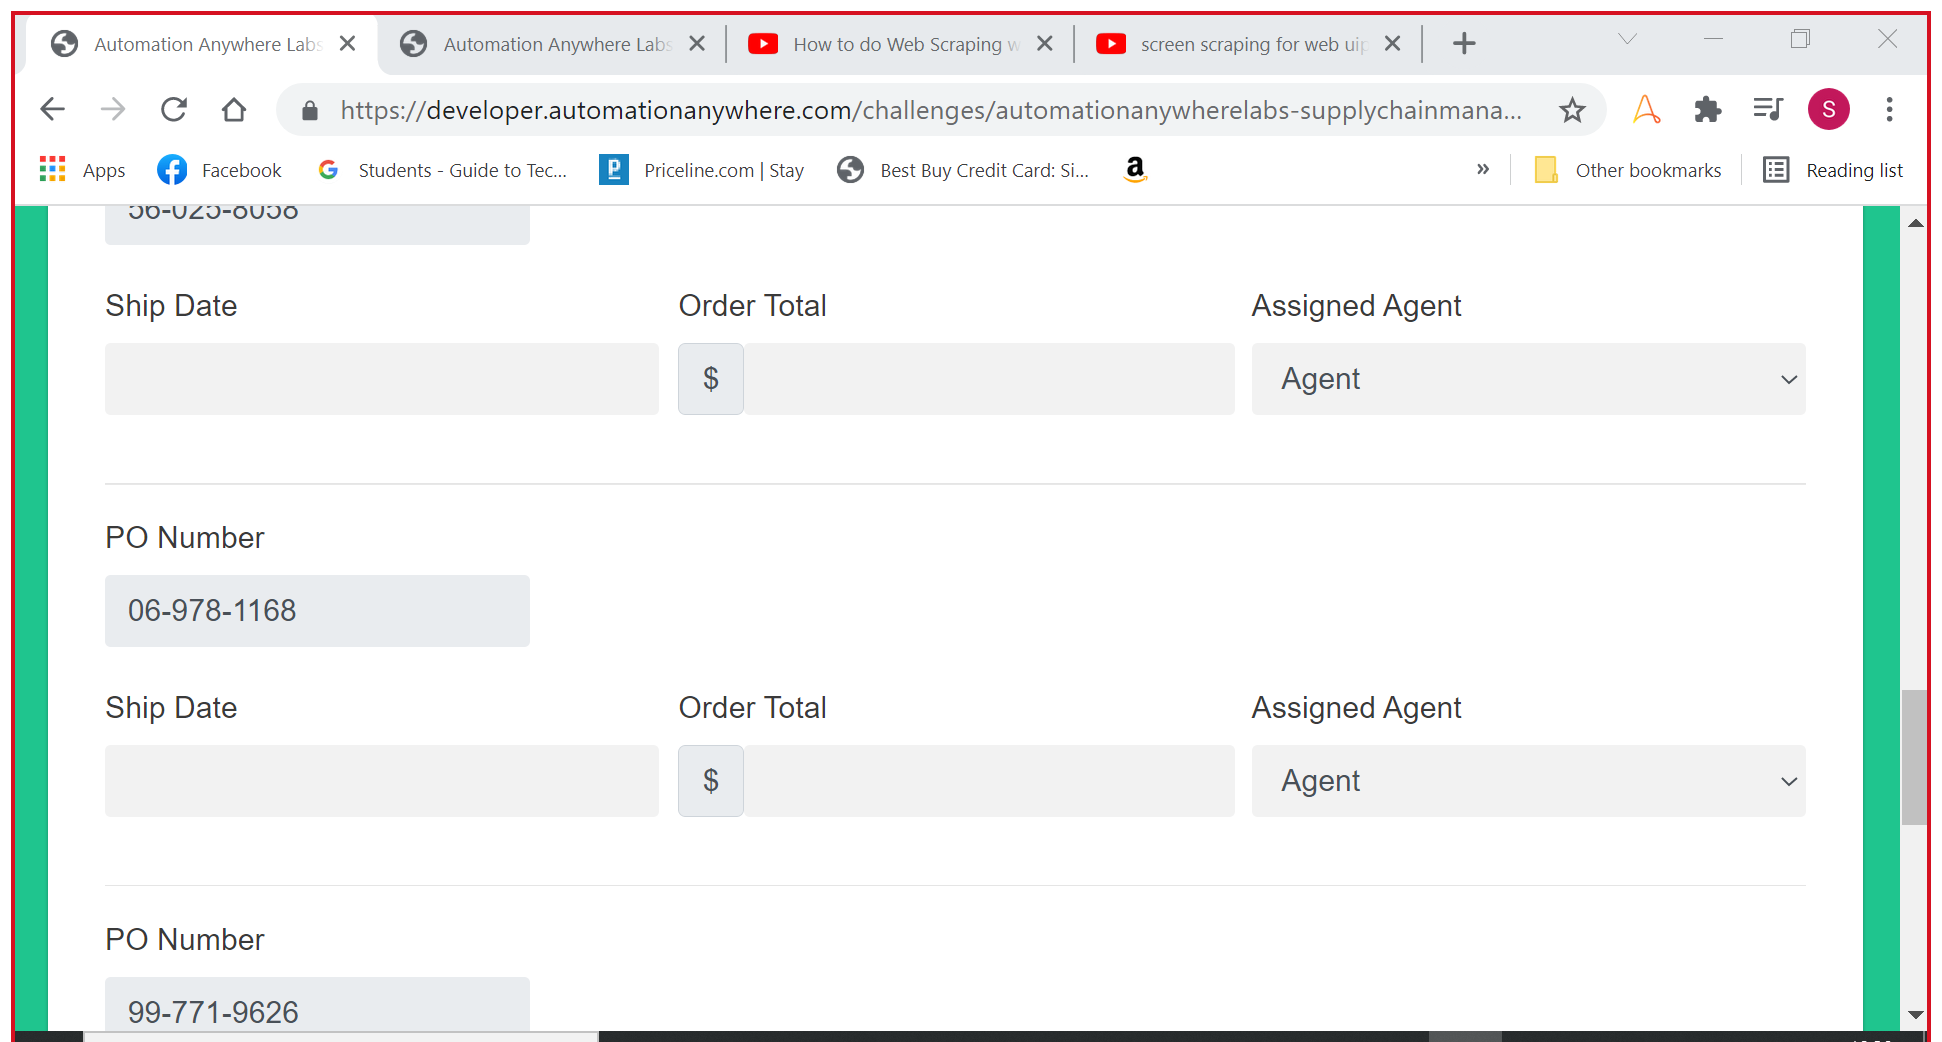 Automation Anywhere Labs Automation Anywhere Labs How to do Web Scraping w screen scraping for web uip
https://developer.automationanywhere.com/challenges/automationanywherelabs-supplychainmana... S
Apps Facebook Students - Guide to Tec... Priceline.com | Stay Best Buy Credit Card: Si... a » Other bookmarks Reading list
56-025-8058
Ship Date Order Total Assigned Agent
$ Agent
PO Number
06-978-1168
Ship Date Order Total Assigned Agent
$ Agent
PO Number
99-771-9626